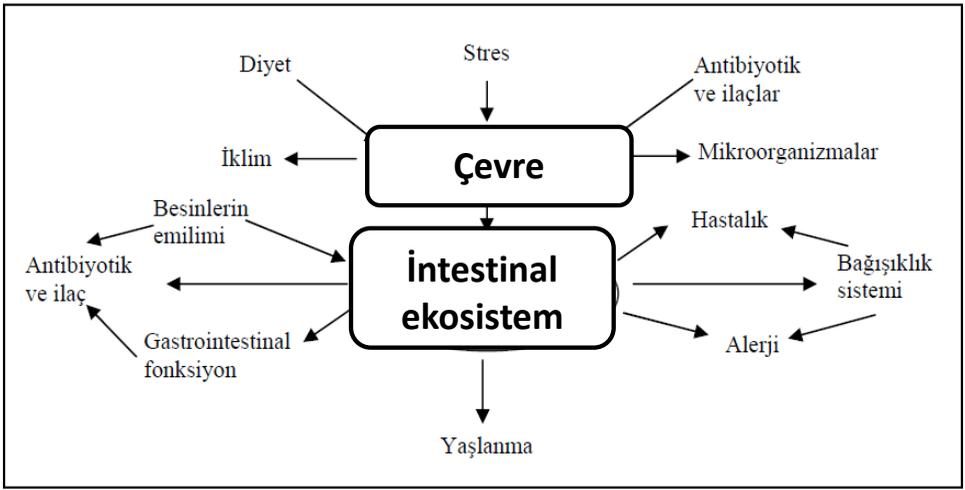 Stres
Diyet
Antibiyotik
ve ilaçlar
İklim
Çevre
Mikroorganizmalar
Besinlerin
emilimi
Hastalık
Antibiyotik
ve ilaç
İntestinal
ekosistem
Bağışıklık
sistemi
Gastrointestinal
fonksiyon
Alerji
Yaşlanma